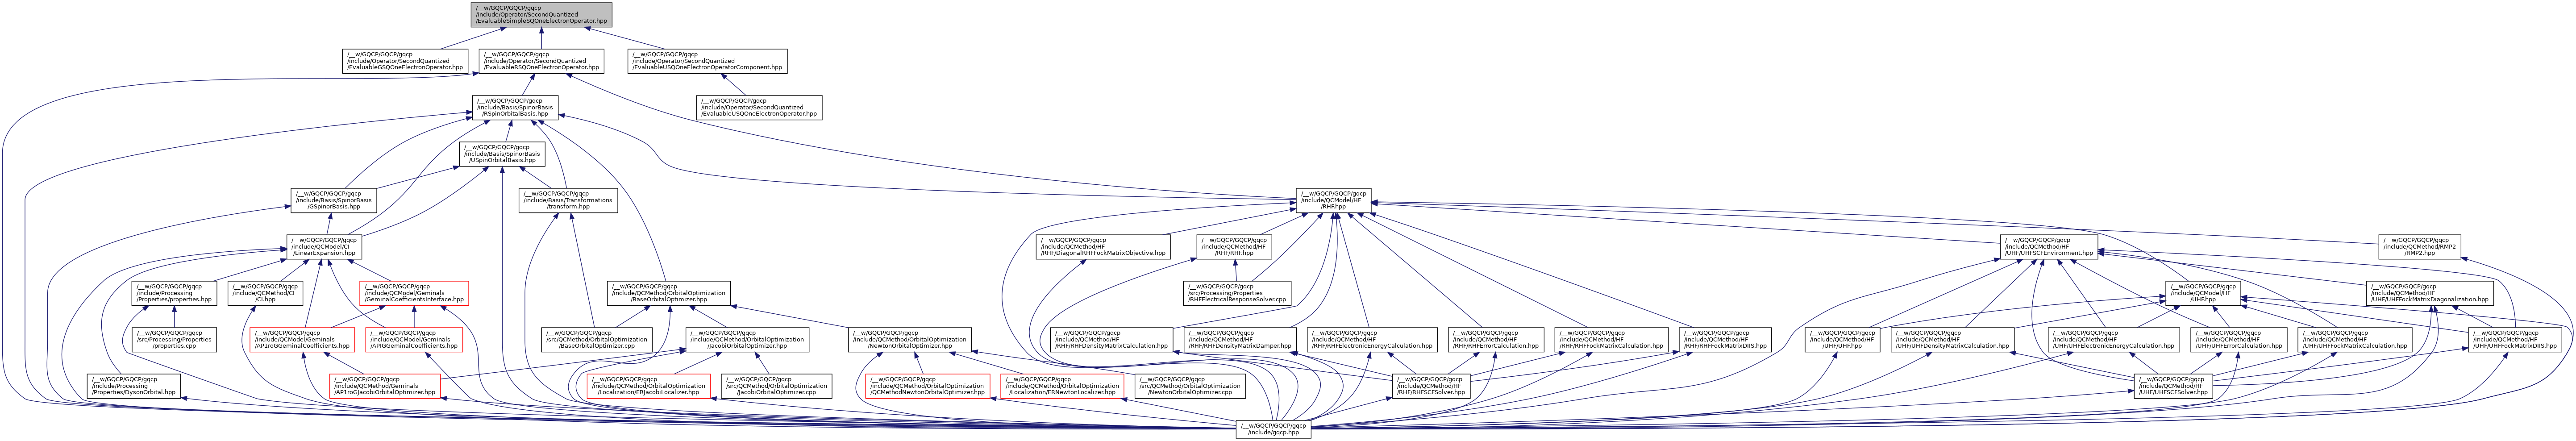 /__w/GQCP/GQCP/gqcp
/include/Operator/SecondQuantized
/EvaluableSimpleSQOneElectronOperator.hpp
/__w/GQCP/GQCP/gqcp
/include/Operator/SecondQuantized
/EvaluableGSQOneElectronOperator.hpp
/__w/GQCP/GQCP/gqcp
/include/Operator/SecondQuantized
/EvaluableRSQOneElectronOperator.hpp
/__w/GQCP/GQCP/gqcp
/include/Operator/SecondQuantized
/EvaluableUSQOneElectronOperatorComponent.hpp
/__w/GQCP/GQCP/gqcp
/include/Basis/SpinorBasis
/RSpinOrbitalBasis.hpp
/__w/GQCP/GQCP/gqcp
/include/Operator/SecondQuantized
/EvaluableUSQOneElectronOperator.hpp
/__w/GQCP/GQCP/gqcp
/include/Basis/SpinorBasis
/USpinOrbitalBasis.hpp
/__w/GQCP/GQCP/gqcp
/include/Basis/SpinorBasis
/GSpinorBasis.hpp
/__w/GQCP/GQCP/gqcp
/include/Basis/Transformations
/transform.hpp
/__w/GQCP/GQCP/gqcp
/include/QCModel/HF
/RHF.hpp
/__w/GQCP/GQCP/gqcp
/include/QCModel/CI
/LinearExpansion.hpp
/__w/GQCP/GQCP/gqcp
/include/QCMethod/HF
/RHF/DiagonalRHFFockMatrixObjective.hpp
/__w/GQCP/GQCP/gqcp
/include/QCMethod/HF
/RHF/RHF.hpp
/__w/GQCP/GQCP/gqcp
/include/QCMethod/HF
/UHF/UHFSCFEnvironment.hpp
/__w/GQCP/GQCP/gqcp
/include/QCMethod/RMP2
/RMP2.hpp
/__w/GQCP/GQCP/gqcp
/include/Processing
/Properties/properties.hpp
/__w/GQCP/GQCP/gqcp
/include/QCMethod/CI
/CI.hpp
/__w/GQCP/GQCP/gqcp
/include/QCModel/Geminals
/GeminalCoefficientsInterface.hpp
/__w/GQCP/GQCP/gqcp
/include/QCMethod/OrbitalOptimization
/BaseOrbitalOptimizer.hpp
/__w/GQCP/GQCP/gqcp
/src/Processing/Properties
/RHFElectricalResponseSolver.cpp
/__w/GQCP/GQCP/gqcp
/include/QCModel/HF
/UHF.hpp
/__w/GQCP/GQCP/gqcp
/include/QCMethod/HF
/UHF/UHFFockMatrixDiagonalization.hpp
/__w/GQCP/GQCP/gqcp
/src/Processing/Properties
/properties.cpp
/__w/GQCP/GQCP/gqcp
/include/QCModel/Geminals
/AP1roGGeminalCoefficients.hpp
/__w/GQCP/GQCP/gqcp
/include/QCModel/Geminals
/APIGGeminalCoefficients.hpp
/__w/GQCP/GQCP/gqcp
/src/QCMethod/OrbitalOptimization
/BaseOrbitalOptimizer.cpp
/__w/GQCP/GQCP/gqcp
/include/QCMethod/OrbitalOptimization
/JacobiOrbitalOptimizer.hpp
/__w/GQCP/GQCP/gqcp
/include/QCMethod/OrbitalOptimization
/NewtonOrbitalOptimizer.hpp
/__w/GQCP/GQCP/gqcp
/include/QCMethod/HF
/RHF/RHFDensityMatrixCalculation.hpp
/__w/GQCP/GQCP/gqcp
/include/QCMethod/HF
/RHF/RHFDensityMatrixDamper.hpp
/__w/GQCP/GQCP/gqcp
/include/QCMethod/HF
/RHF/RHFElectronicEnergyCalculation.hpp
/__w/GQCP/GQCP/gqcp
/include/QCMethod/HF
/RHF/RHFErrorCalculation.hpp
/__w/GQCP/GQCP/gqcp
/include/QCMethod/HF
/RHF/RHFFockMatrixCalculation.hpp
/__w/GQCP/GQCP/gqcp
/include/QCMethod/HF
/RHF/RHFFockMatrixDIIS.hpp
/__w/GQCP/GQCP/gqcp
/include/QCMethod/HF
/UHF/UHF.hpp
/__w/GQCP/GQCP/gqcp
/include/QCMethod/HF
/UHF/UHFDensityMatrixCalculation.hpp
/__w/GQCP/GQCP/gqcp
/include/QCMethod/HF
/UHF/UHFElectronicEnergyCalculation.hpp
/__w/GQCP/GQCP/gqcp
/include/QCMethod/HF
/UHF/UHFErrorCalculation.hpp
/__w/GQCP/GQCP/gqcp
/include/QCMethod/HF
/UHF/UHFFockMatrixCalculation.hpp
/__w/GQCP/GQCP/gqcp
/include/QCMethod/HF
/UHF/UHFFockMatrixDIIS.hpp
/__w/GQCP/GQCP/gqcp
/include/Processing
/Properties/DysonOrbital.hpp
/__w/GQCP/GQCP/gqcp
/include/QCMethod/Geminals
/AP1roGJacobiOrbitalOptimizer.hpp
/__w/GQCP/GQCP/gqcp
/include/QCMethod/OrbitalOptimization
/Localization/ERJacobiLocalizer.hpp
/__w/GQCP/GQCP/gqcp
/src/QCMethod/OrbitalOptimization
/JacobiOrbitalOptimizer.cpp
/__w/GQCP/GQCP/gqcp
/include/QCMethod/OrbitalOptimization
/QCMethodNewtonOrbitalOptimizer.hpp
/__w/GQCP/GQCP/gqcp
/include/QCMethod/OrbitalOptimization
/Localization/ERNewtonLocalizer.hpp
/__w/GQCP/GQCP/gqcp
/src/QCMethod/OrbitalOptimization
/NewtonOrbitalOptimizer.cpp
/__w/GQCP/GQCP/gqcp
/include/QCMethod/HF
/RHF/RHFSCFSolver.hpp
/__w/GQCP/GQCP/gqcp
/include/QCMethod/HF
/UHF/UHFSCFSolver.hpp
/__w/GQCP/GQCP/gqcp
/include/gqcp.hpp